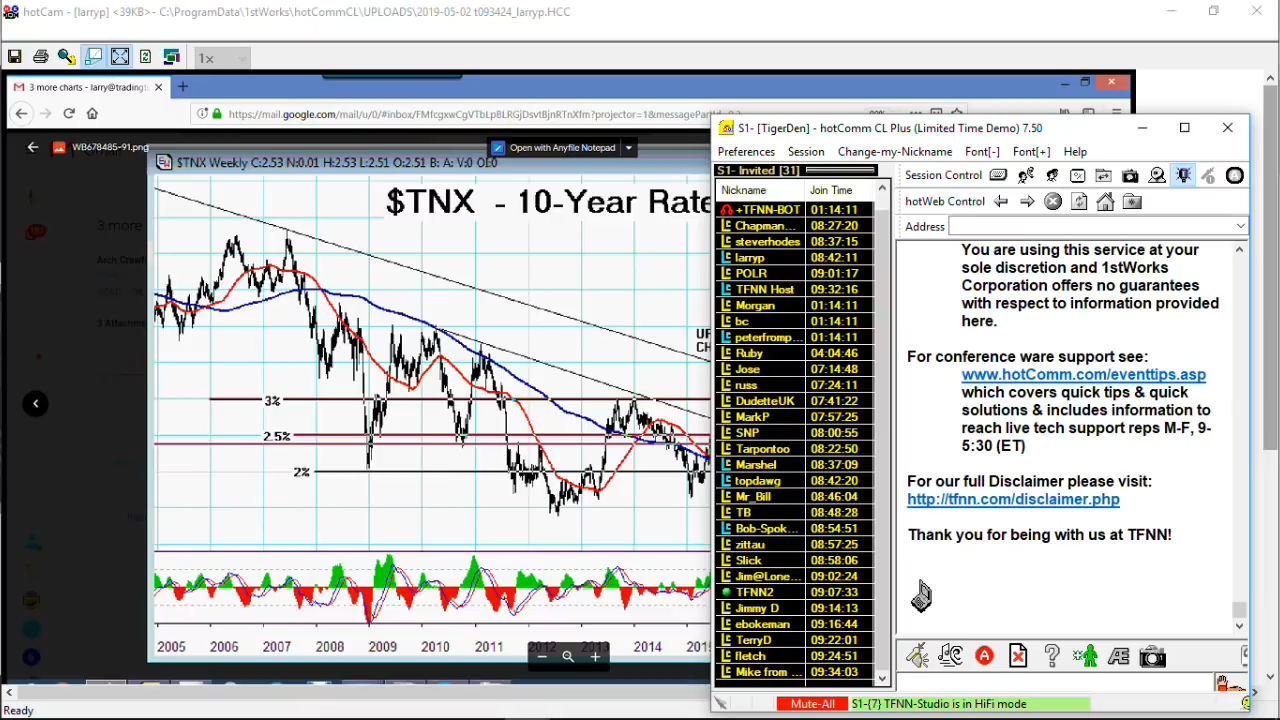 hotCam - [larryp] <39KB> - C:\ProgramData\1stWorks\hotCommCL\UPLOADS\2019-05-02 t093424_larryp.HCC
1×
3 more charts - larry@trading
https://mail.google.com/mail/u/0/#inbox/
WB678485-91.png
Open with Anyfile Notepad
$TNX Weekly C:2.53 N:0.01 H:2.53 L:2.51 O:2.51 B: A: V:0 OI:0
$TNX - 10-Year Rate
3 more
Arch Crawf
3 Attachm
UP
CH
3%
2.5%
2%
2005 2006 2007 2008 2009 2010 2011 2012 2013 2014 2015
Ready
S1- [TigerDen] - hotComm CL Plus (Limited Time Demo) 7.50
Preferences Session Change-my-Nickname Font[-] Font[+] Help
S1- Invited [31]
Nickname Join Time
+TFNN-BOT 01:14:11
Chapman... 08:27:20
steverhodes 08:37:15
larryp 08:42:11
POLR 09:01:17
TFNN Host 09:32:16
Morgan 01:14:11
bc 01:14:11
peterfromp... 01:14:11
Ruby 04:04:46
Jose 07:14:48
russ 07:24:11
DudetteUK 07:41:22
MarkP 07:57:25
SNP 08:00:55
Tarpontoo 08:22:50
Marshel 08:37:09
topdawg 08:42:20
Mr_Bill 08:46:04
TB 08:48:28
Bob-Spok... 08:54:51
zittau 08:57:25
Slick 08:58:06
Jim@Lone... 09:02:24
TFNN2 09:07:33
Jimmy D 09:14:13
ebokeman 09:16:44
TerryD 09:22:01
fletch 09:24:51
Mike from ... 09:34:03
Session Control
hotWeb Control
Address
You are using this service at your
sole discretion and 1stWorks
Corporation offers no guarantees
with respect to information provided
here.
For conference ware support see:
www.hotComm.com/eventtips.asp
which covers quick tips & quick
solutions & includes information to
reach live tech support reps M-F, 9-
5:30 (ET)
For our full Disclaimer please visit:
http://tfnn.com/disclaimer.php
Thank you for being with us at TFNN!
Mute-All
S1-{7} TFNN-Studio is in HiFi mode